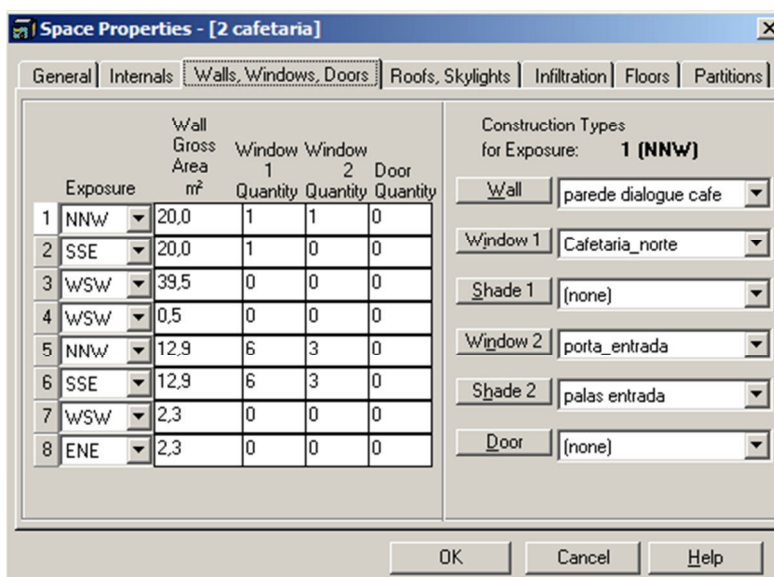 Space Properties - [2 cafetaria]
General Internals Walls, Windows, Doors Roofs, Skylights Infiltration Floors Partitions
Exposure Wall Gross Area m² Window 1 Quantity Window 2 Quantity Door Quantity
1 NNW 20,0 1 1 0
2 SSE 20,0 1 0 0
3 WSW 39,5 0 0 0
4 WSW 0,5 0 0 0
5 NNW 12,9 6 3 0
6 SSE 12,9 6 3 0
7 WSW 2,3 0 0 0
8 ENE 2,3 0 0 0
Construction Types
for Exposure: 1 (NNW)
Wall parede dialogue cafe
Window 1 Cafetaria_norte
Shade 1 (none)
Window 2 porta_entrada
Shade 2 palas entrada
Door (none)
OK Cancel Help